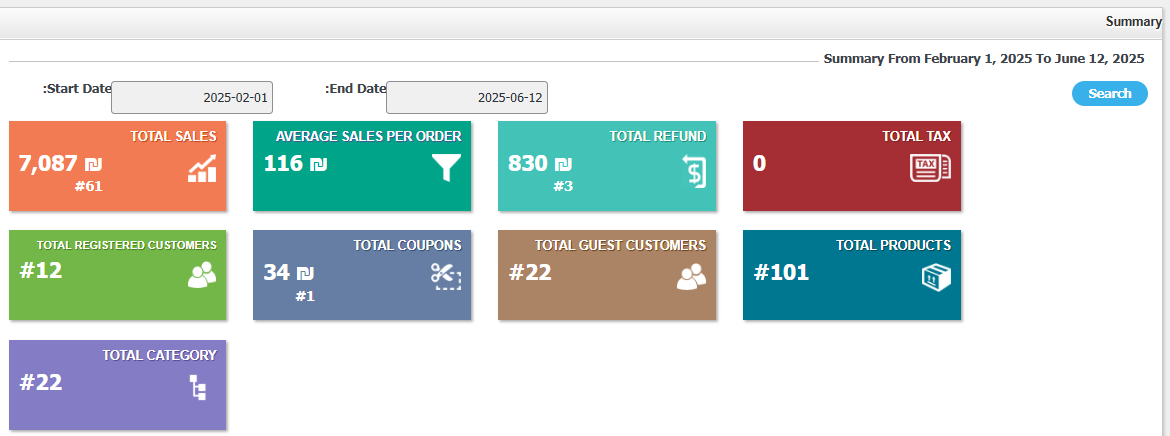 Summary
Summary From February 1, 2025 To June 12, 2025
:Start Date
2025-02-01
:End Date
2025-06-12
Search
TOTAL SALES
7,087 ₪
#61
AVERAGE SALES PER ORDER
116 ₪
TOTAL REFUND
830 ₪
#3
TOTAL TAX
0
TAX
TOTAL REGISTERED CUSTOMERS
#12
TOTAL COUPONS
34 ₪
#1
TOTAL GUEST CUSTOMERS
#22
TOTAL PRODUCTS
#101
TOTAL CATEGORY
#22